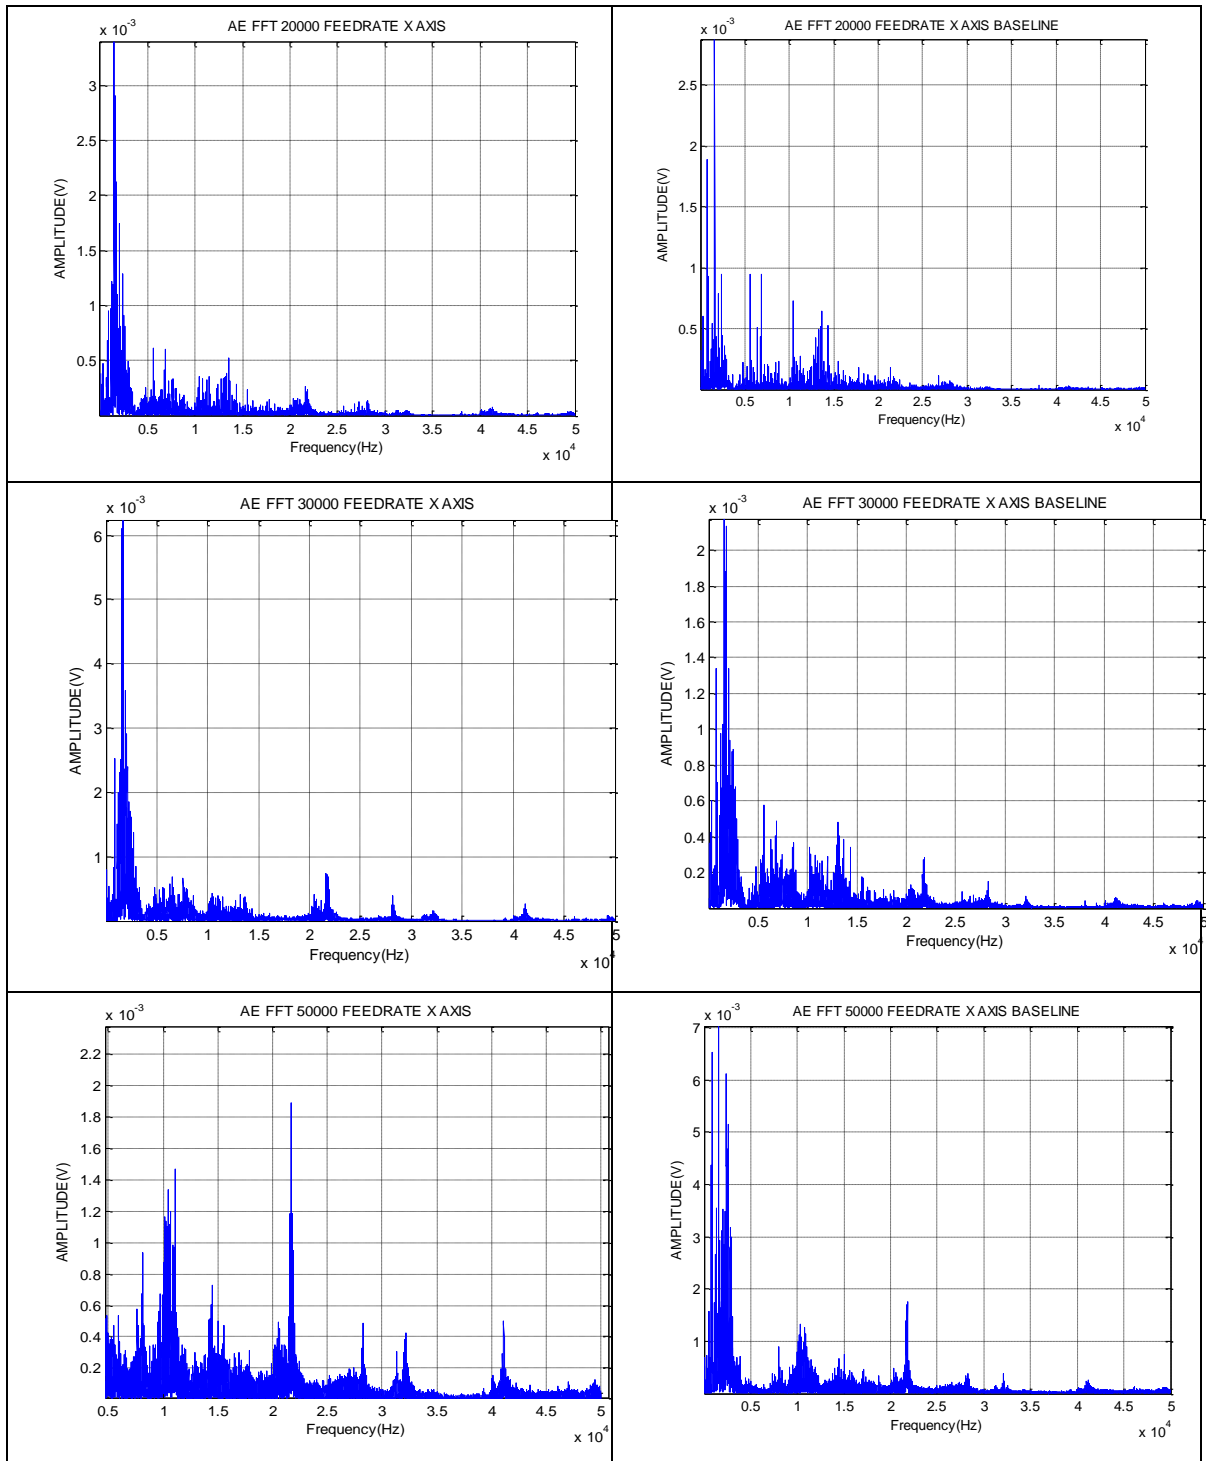 AE FFT 20000 FEEDRATE X AXIS
x 10-3
3
2.5
2
1.5
1
0.5
AMPLITUDE(V)
0.5 1 1.5 2 2.5 3 3.5 4 4.5 5
Frequency(Hz)
x 10 4
AE FFT 20000 FEEDRATE X AXIS BASELINE
x 10-3
2.5
2
1.5
1
0.5
AMPLITUDE(V)
0.5 1 1.5 2 2.5 3 3.5 4 4.5 5
Frequency(Hz)
x 10 4
AE FFT 30000 FEEDRATE X AXIS
x 10-3
6
5
4
3
2
1
AMPLITUDE(V)
0.5 1 1.5 2 2.5 3 3.5 4 4.5 5
Frequency(Hz)
x 10 4
AE FFT 30000 FEEDRATE X AXIS BASELINE
x 10-3
2
1.8
1.6
1.4
1.2
1
0.8
0.6
0.4
0.2
AMPLITUDE(V)
0.5 1 1.5 2 2.5 3 3.5 4 4.5 5
Frequency(Hz)
x 10 4
AE FFT 50000 FEEDRATE X AXIS
x 10-3
2.2
2
1.8
1.6
1.4
1.2
1
0.8
0.6
0.4
0.2
AMPLITUDE(V)
0.5 1 1.5 2 2.5 3 3.5 4 4.5 5
Frequency(Hz)
x 10 4
AE FFT 50000 FEEDRATE X AXIS BASELINE
x 10-3
7
6
5
4
3
2
1
AMPLITUDE(V)
0.5 1 1.5 2 2.5 3 3.5 4 4.5 5
Frequency(Hz)
x 10 4